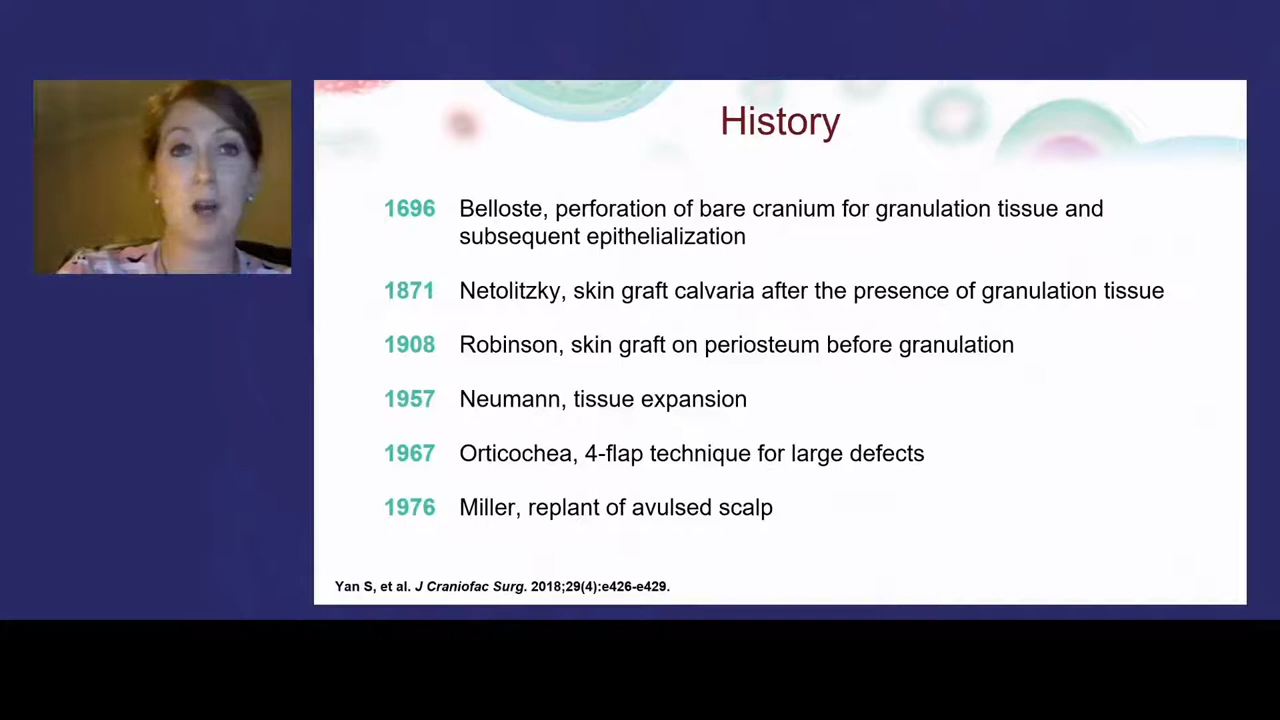 History
1696 Belloste, perforation of bare cranium for granulation tissue and
subsequent epithelialization
1871 Netolitzky, skin graft calvaria after the presence of granulation tissue
1908 Robinson, skin graft on periosteum before granulation
1957 Neumann, tissue expansion
1967 Orticochea, 4-flap technique for large defects
1976 Miller, replant of avulsed scalp
Yan S, et al. J Craniofac Surg. 2018;29(4):e426-e429.